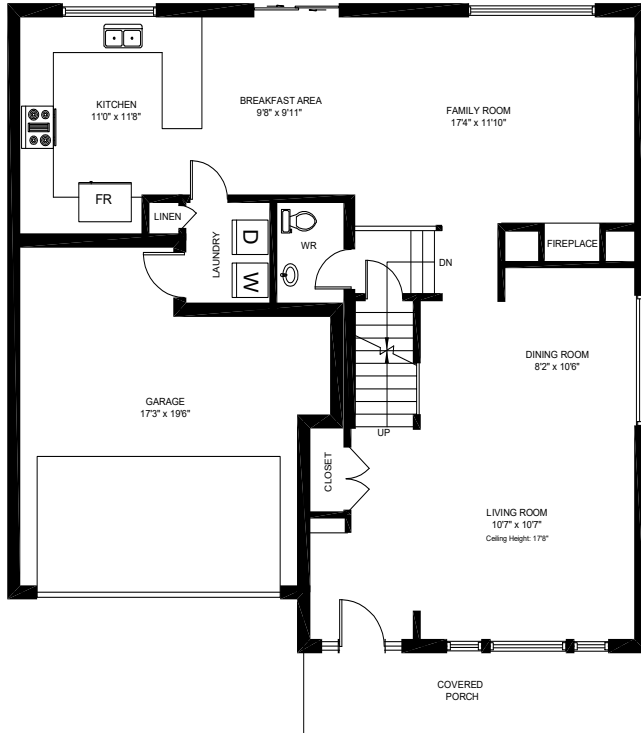 KITCHEN
11'0" x 11'8"
BREAKFAST AREA
9'8" x 9'11"
FAMILY ROOM
17'4" x 11'10"
FR
LINEN
LAUNDRY
D
W
WR
DN
FIREPLACE
DINING ROOM
8'2" x 10'6"
GARAGE
17'3" x 19'6"
UP
CLOSET
LIVING ROOM
10'7" x 10'7"
Ceiling Height: 17'8"
COVERED
PORCH